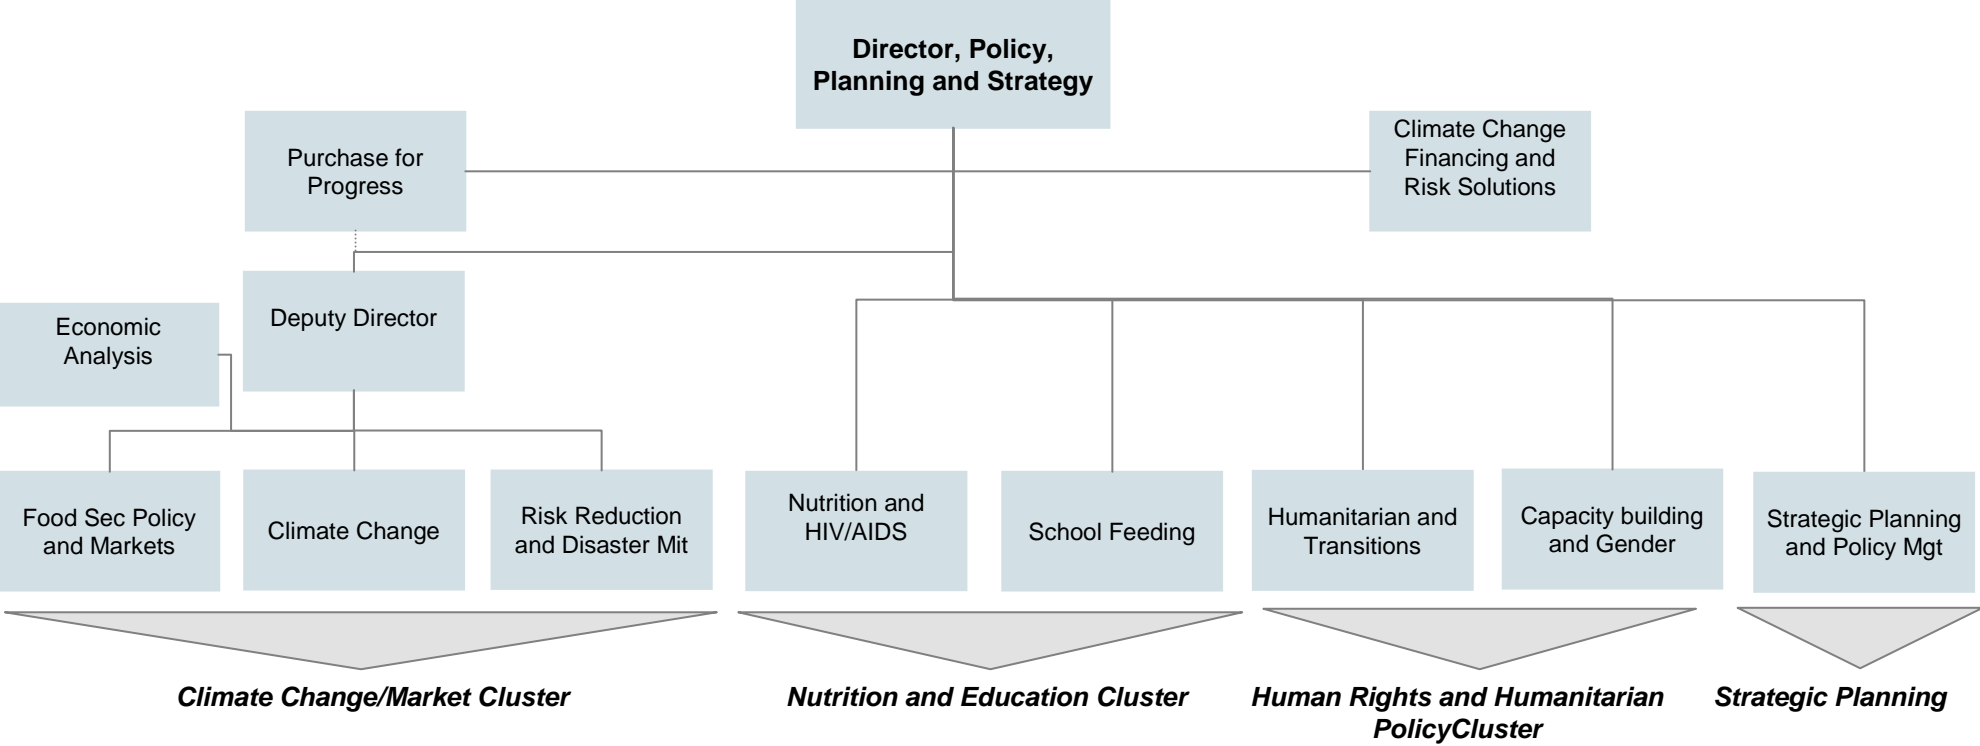 Director, Policy,
Planning and Strategy
Purchase for
Progress
Climate Change
Financing and
Risk Solutions
Economic
Analysis
Deputy Director
Food Sec Policy
and Markets
Climate Change
Risk Reduction
and Disaster Mit
Nutrition and
HIV/AIDS
School Feeding
Humanitarian and
Transitions
Capacity building
and Gender
Strategic Planning
and Policy Mgt
Climate Change/Market Cluster
Nutrition and Education Cluster
Human Rights and Humanitarian
PolicyCluster
Strategic Planning